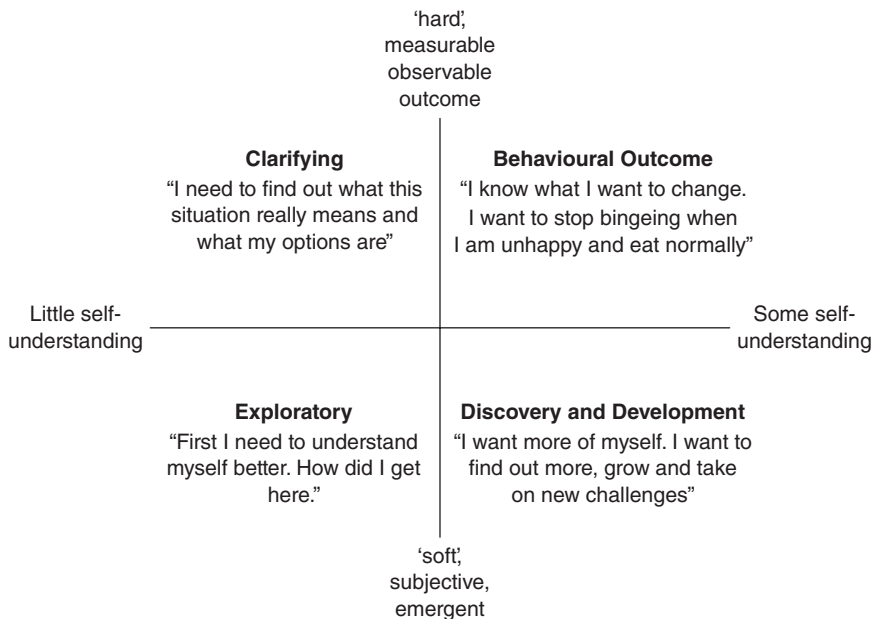 ‘hard’,
measurable
observable
outcome
Clarifying
“I need to find out what this
situation really means and
what my options are”
Behavioural Outcome
“I know what I want to change.
I want to stop bingeing when
I am unhappy and eat normally”
Little self-
understanding
Some self-
understanding
Exploratory
“First I need to understand
myself better. How did I get
here.”
Discovery and Development
“I want more of myself. I want to
find out more, grow and take
on new challenges”
‘soft’,
subjective,
emergent